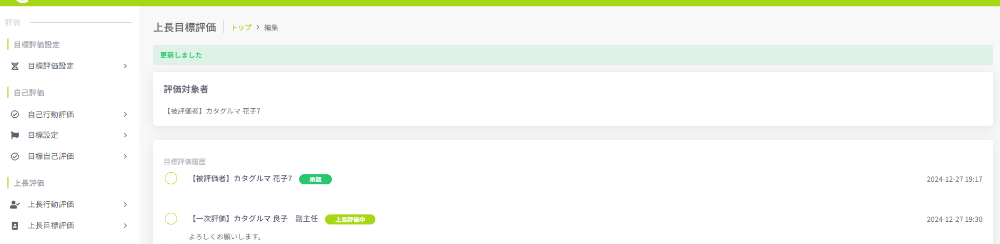 評価
目標評価設定
目標評価設定
自己評価
自己行動評価
目標設定
目標自己評価
上長評価
上長行動評価
上長目標評価
上長目標評価 トップ > 編集
更新しました
評価対象者
【被評価者】カタグルマ 花子7
目標評価履歴
【被評価者】カタグルマ 花子7 承認 2024-12-27 19:17
【一次評価】カタグルマ 良子　副主任 上長評価中 2024-12-27 19:30
よろしくお願いします。